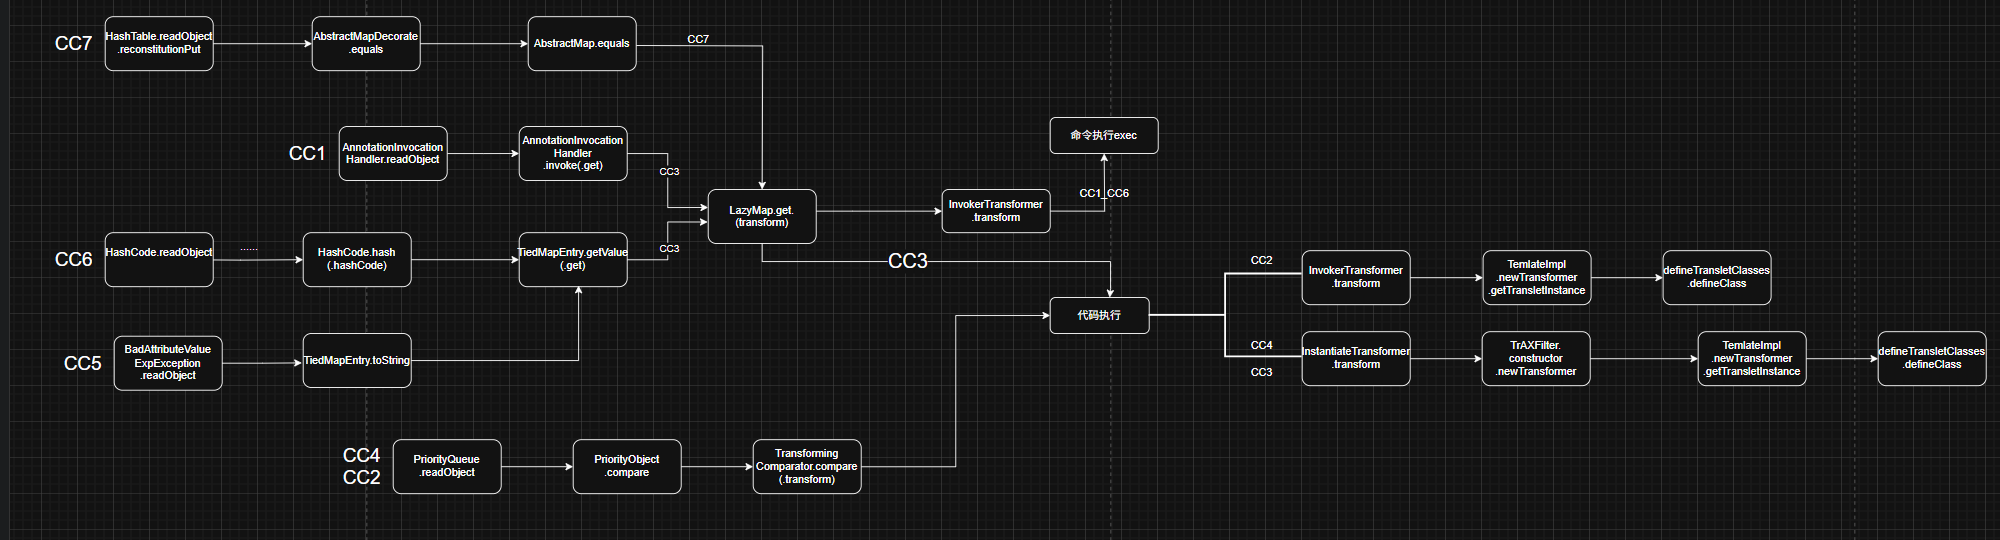 CC7
HashTable.readObject
.reconstitutionPut
AbstractMapDecorate
.equals
AbstractMap.equals
CC7
CC1
AnnotationInvocation
Handler.readObject
AnnotationInvocation
Handler
.invoke(.get)
CC3
命令执行exec
CC1_CC6
LazyMap.get.
(transform)
InvokerTransformer
.transform
CC6
HashCode.readObject
......
HashCode.hash
(.hashCode)
TiedMapEntry.getValue
(.get)
CC3
CC3
CC2
InvokerTransformer
.transform
TemlateImpl
.newTransformer
.getTransletInstance
defineTransletClasses
.defineClass
代码执行
CC5
BadAttributeValue
ExpException
.readObject
TiedMapEntry.toString
CC4
CC3
InstantiateTransformer
.transform
TrAXFilter.
constructor
.newTransformer
TemlateImpl
.newTransformer
.getTransletInstance
defineTransletClasses
.defineClass
CC4
CC2
PriorityQueue
.readObject
PriorityObject
.compare
Transforming
Comparator.compare
(.transform)